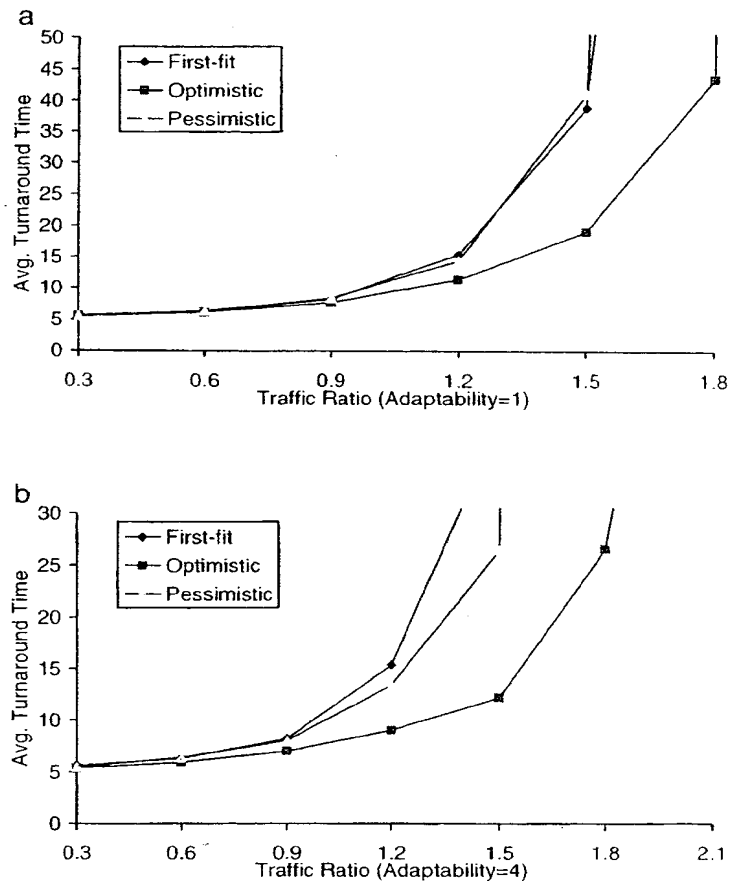 a
50
45
40
35
30
25
20
15
10
5
0
Avg. Turnaround Time
First-fit
Optimistic
Pessimistic
0.3 0.6 0.9 1.2 1.5 1.8
Traffic Ratio (Adaptability=1)
b
30
25
20
15
10
5
0
Avg. Turnaround Time
First-fit
Optimistic
Pessimistic
0.3 0.6 0.9 1.2 1.5 1.8 2.1
Traffic Ratio (Adaptability=4)